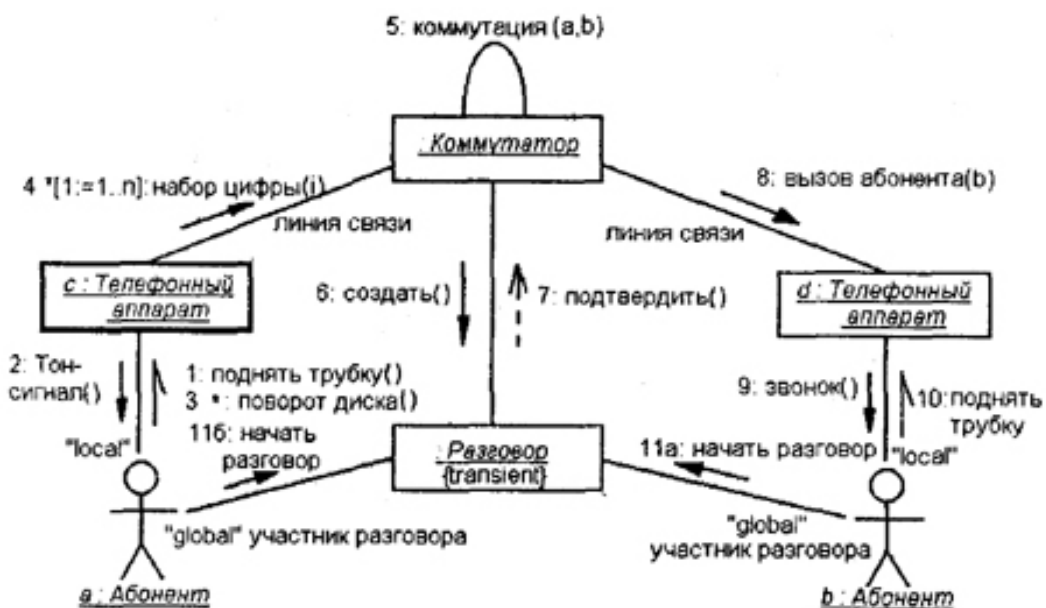 5: коммутация (a,b)
: Коммутатор
4 *[1:=1..n]: набор цифры(i)
8: вызов абонента(b)
линия связи
линия связи
c : Телефонный
аппарат
6: создать()
7: подтвердить()
d : Телефонный
аппарат
2: Тон-
сигнал()
1: поднять трубку()
3 *: поворот диска()
9: звонок()
10: поднять
трубку
11б: начать
разговор
"local"
: Разговор
{transient}
11а: начать разговор
"local"
"global" участник разговора
"global"
участник разговора
a : Абонент
b : Абонент